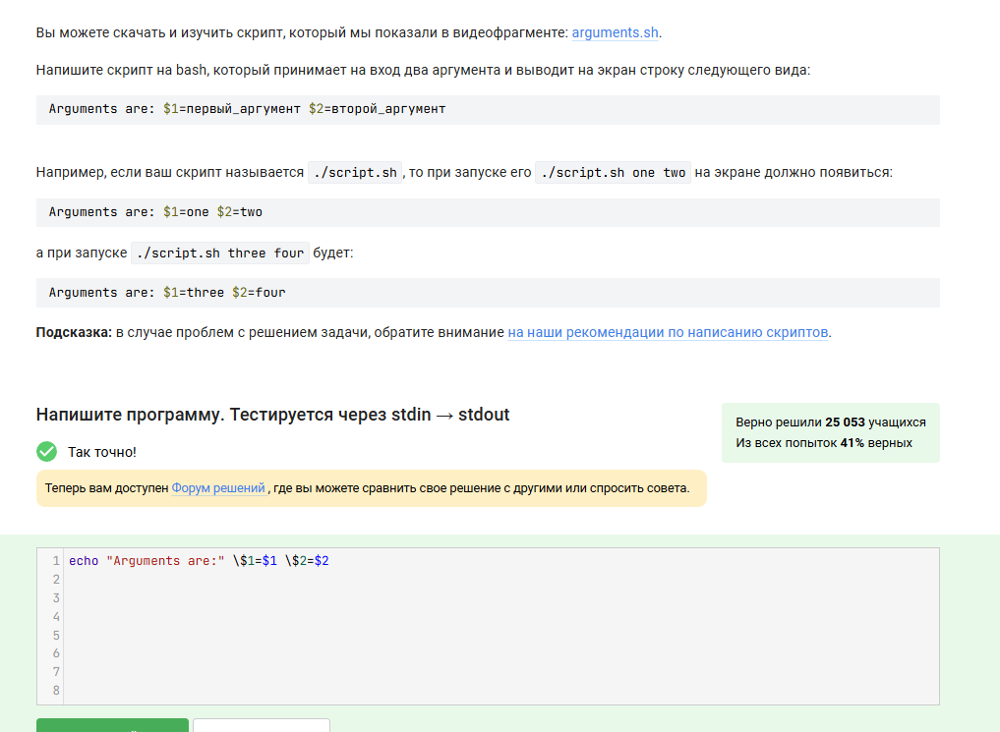 Вы можете скачать и изучить скрипт, который мы показали в видеофрагменте: arguments.sh.
Напишите скрипт на bash, который принимает на вход два аргумента и выводит на экран строку следующего вида:
Arguments are: $1=первый_аргумент $2=второй_аргумент
Например, если ваш скрипт называется ./script.sh, то при запуске его ./script.sh one two на экране должно появиться:
Arguments are: $1=one $2=two
а при запуске ./script.sh three four будет:
Arguments are: $1=three $2=four
Подсказка: в случае проблем с решением задачи, обратите внимание на наши рекомендации по написанию скриптов.
Напишите программу. Тестируется через stdin → stdout
Верно решили 25 053 учащихся
Из всех попыток 41% верных
Так точно!
Теперь вам доступен Форум решений, где вы можете сравнить свое решение с другими или спросить совета.
1 echo "Arguments are:" \$1=$1 \$2=$2
2
3
4
5
6
7
8